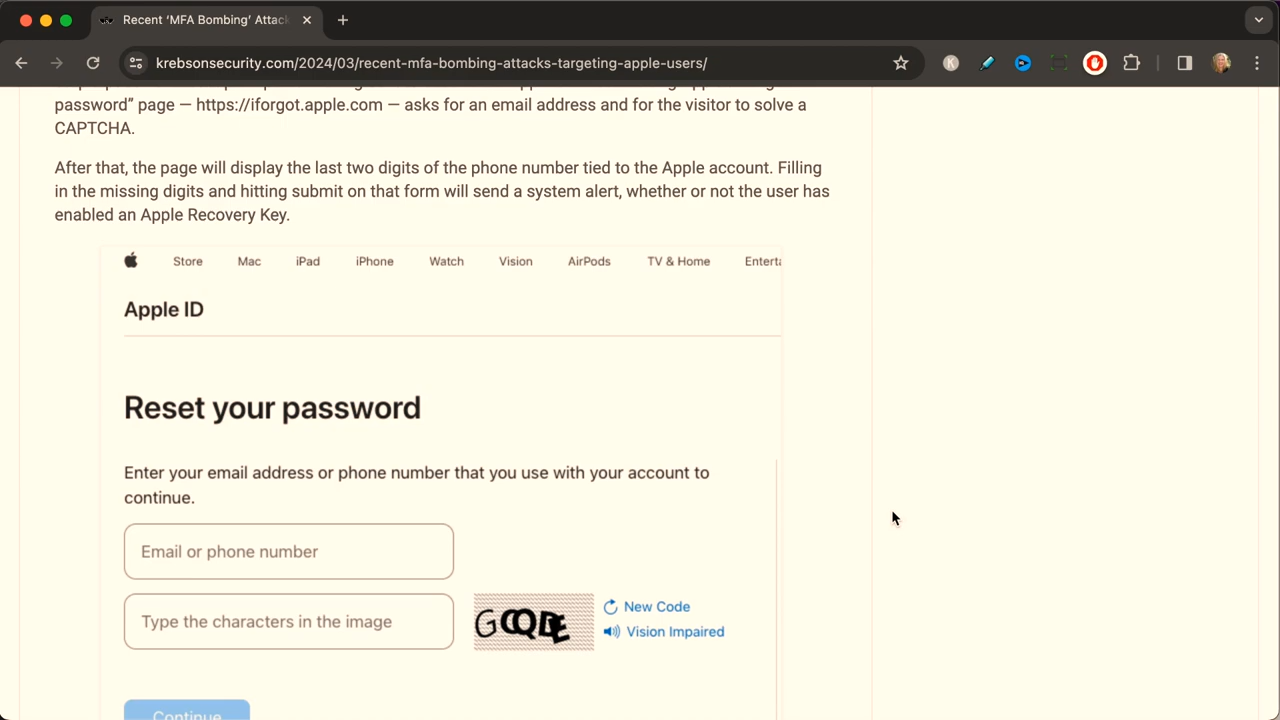 Recent ‘MFA Bombing’ Attack
krebsonsecurity.com/2024/03/recent-mfa-bombing-attacks-targeting-apple-users/
K
password” page — https://iforgot.apple.com — asks for an email address and for the visitor to solve a
CAPTCHA.
After that, the page will display the last two digits of the phone number tied to the Apple account. Filling
in the missing digits and hitting submit on that form will send a system alert, whether or not the user has
enabled an Apple Recovery Key.
Store Mac iPad iPhone Watch Vision AirPods TV & Home Enterta
Apple ID
Reset your password
Enter your email address or phone number that you use with your account to
continue.
Email or phone number
Type the characters in the image
New Code
Vision Impaired
Continue